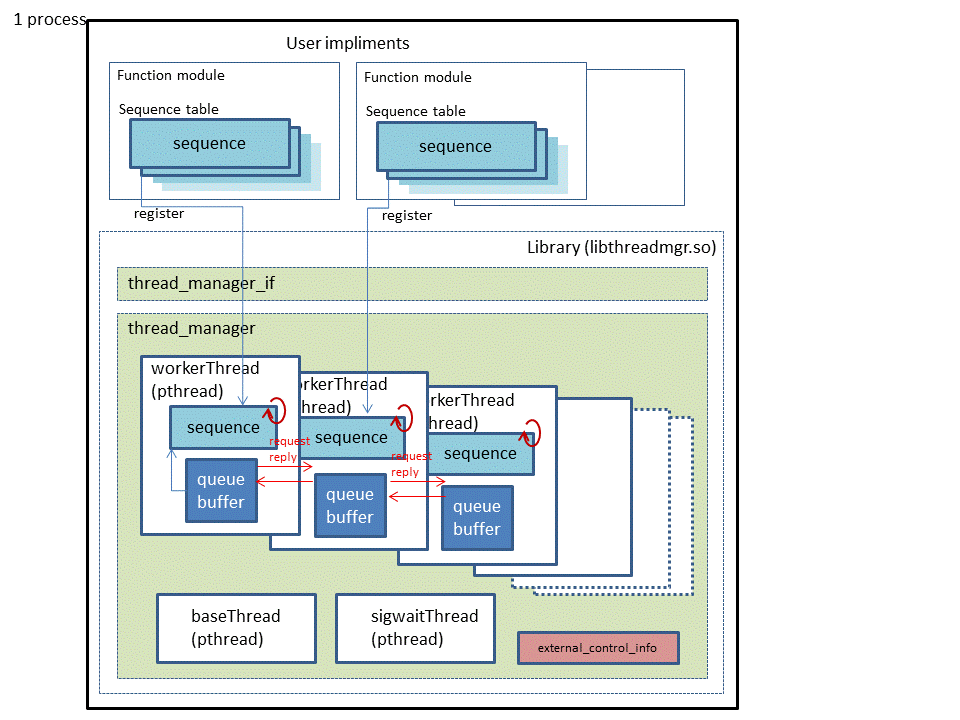 1 process
User impliments
Function module
Sequence table
sequence
register
Function module
Sequence table
sequence
register
Library (libthreadmgr.so)
thread_manager_if
thread_manager
workerThread
(pthread)
sequence
queue
buffer
request
reply
orkerThread
hread)
sequence
queue
buffer
request
reply
rkerThread
hread)
sequence
queue
buffer
baseThread
(pthread)
sigwaitThread
(pthread)
external_control_info